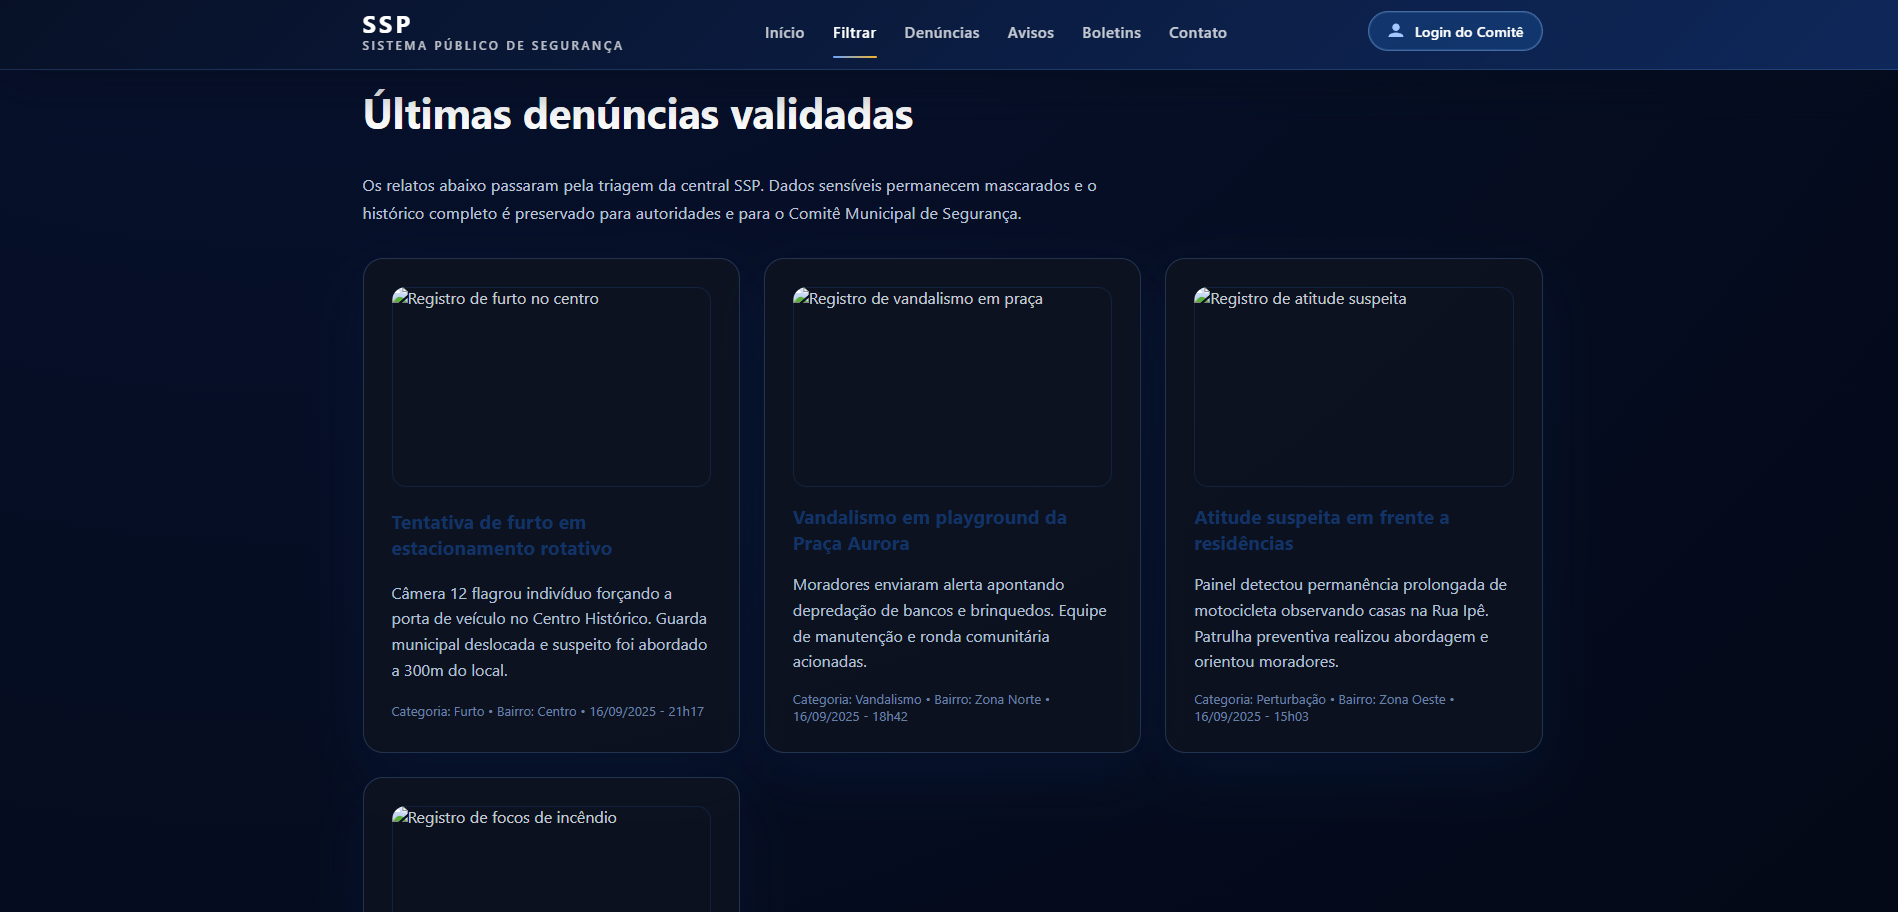 SSP
SISTEMA PÚBLICO DE SEGURANÇA
Início
Filtrar
Denúncias
Avisos
Boletins
Contato
Login do Comitê
Últimas denúncias validadas
Os relatos abaixo passaram pela triagem da central SSP. Dados sensíveis permanecem mascarados e o
histórico completo é preservado para autoridades e para o Comitê Municipal de Segurança.
Registro de furto no centro
Tentativa de furto em
estacionamento rotativo
Câmera 12 flagrou indivíduo forçando a
porta de veículo no Centro Histórico. Guarda
municipal deslocada e suspeito foi abordado
a 300m do local.
Categoria: Furto • Bairro: Centro • 16/09/2025 - 21h17
Registro de vandalismo em praça
Vandalismo em playground da
Praça Aurora
Moradores enviaram alerta apontando
depredação de bancos e brinquedos. Equipe
de manutenção e ronda comunitária
acionadas.
Categoria: Vandalismo • Bairro: Zona Norte •
16/09/2025 - 18h42
Registro de atitude suspeita
Atitude suspeita em frente a
residências
Painel detectou permanência prolongada de
motocicleta observando casas na Rua Ipê.
Patrulha preventiva realizou abordagem e
orientou moradores.
Categoria: Perturbação • Bairro: Zona Oeste •
16/09/2025 - 15h03
Registro de focos de incêndio